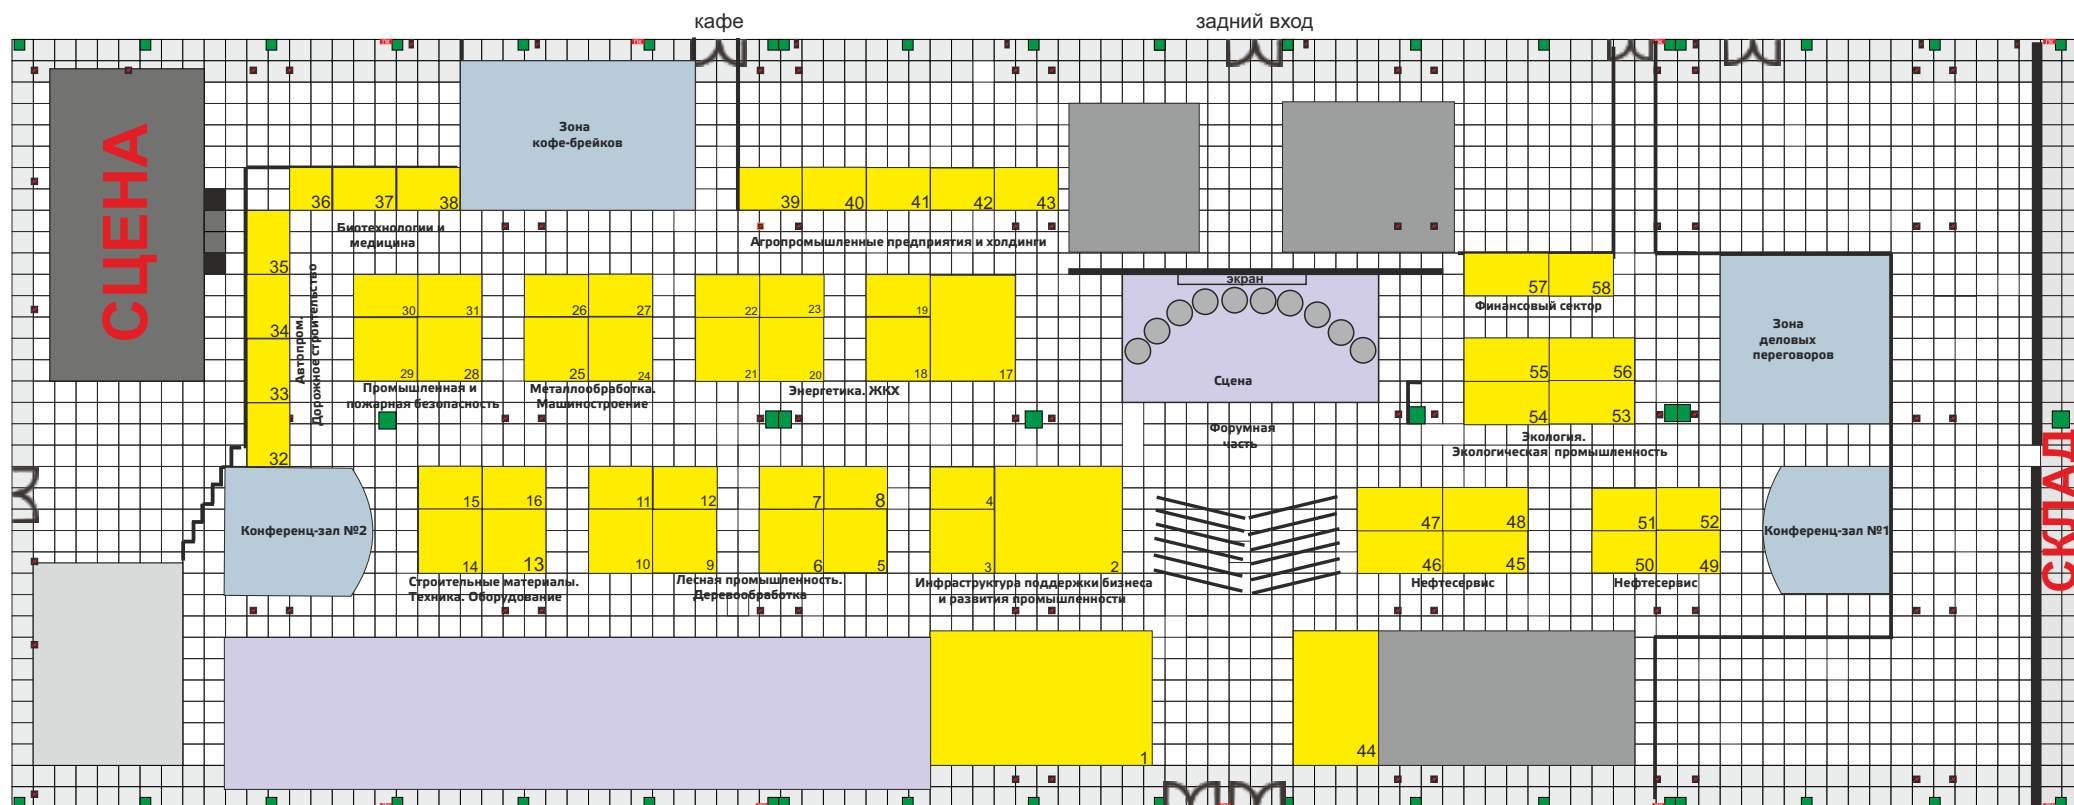 кафе
задний вход
СЦЕНА
Зона
кофе-брейков
36
37
38
39
40
41
42
43
Биотехнологии и
медицина
Агропромышленные предприятия и холдинги
35
34
33
32
Автопром.
Дорожное строительство
30
31
29
28
Промышленная и
пожарная безопасность
26
27
25
24
Металлообработка.
Машиностроение
22
23
21
20
19
18
17
Энергетика. ЖКХ
экран
Сцена
Форумная
часть
57
58
Финансовый сектор
55
56
54
53
Экология.
Экологическая промышленность
Зона
деловых
переговоров
Конференц-зал №2
15
16
14
13
Строительные материалы.
Техника. Оборудование
11
12
10
9
7
8
6
5
Лесная промышленность.
Деревообработка
4
3
2
Инфраструктура поддержки бизнеса
и развития промышленности
47
48
46
45
Нефтесервис
51
52
50
49
Нефтесервис
Конференц-зал №1
СКЛАД
1
44